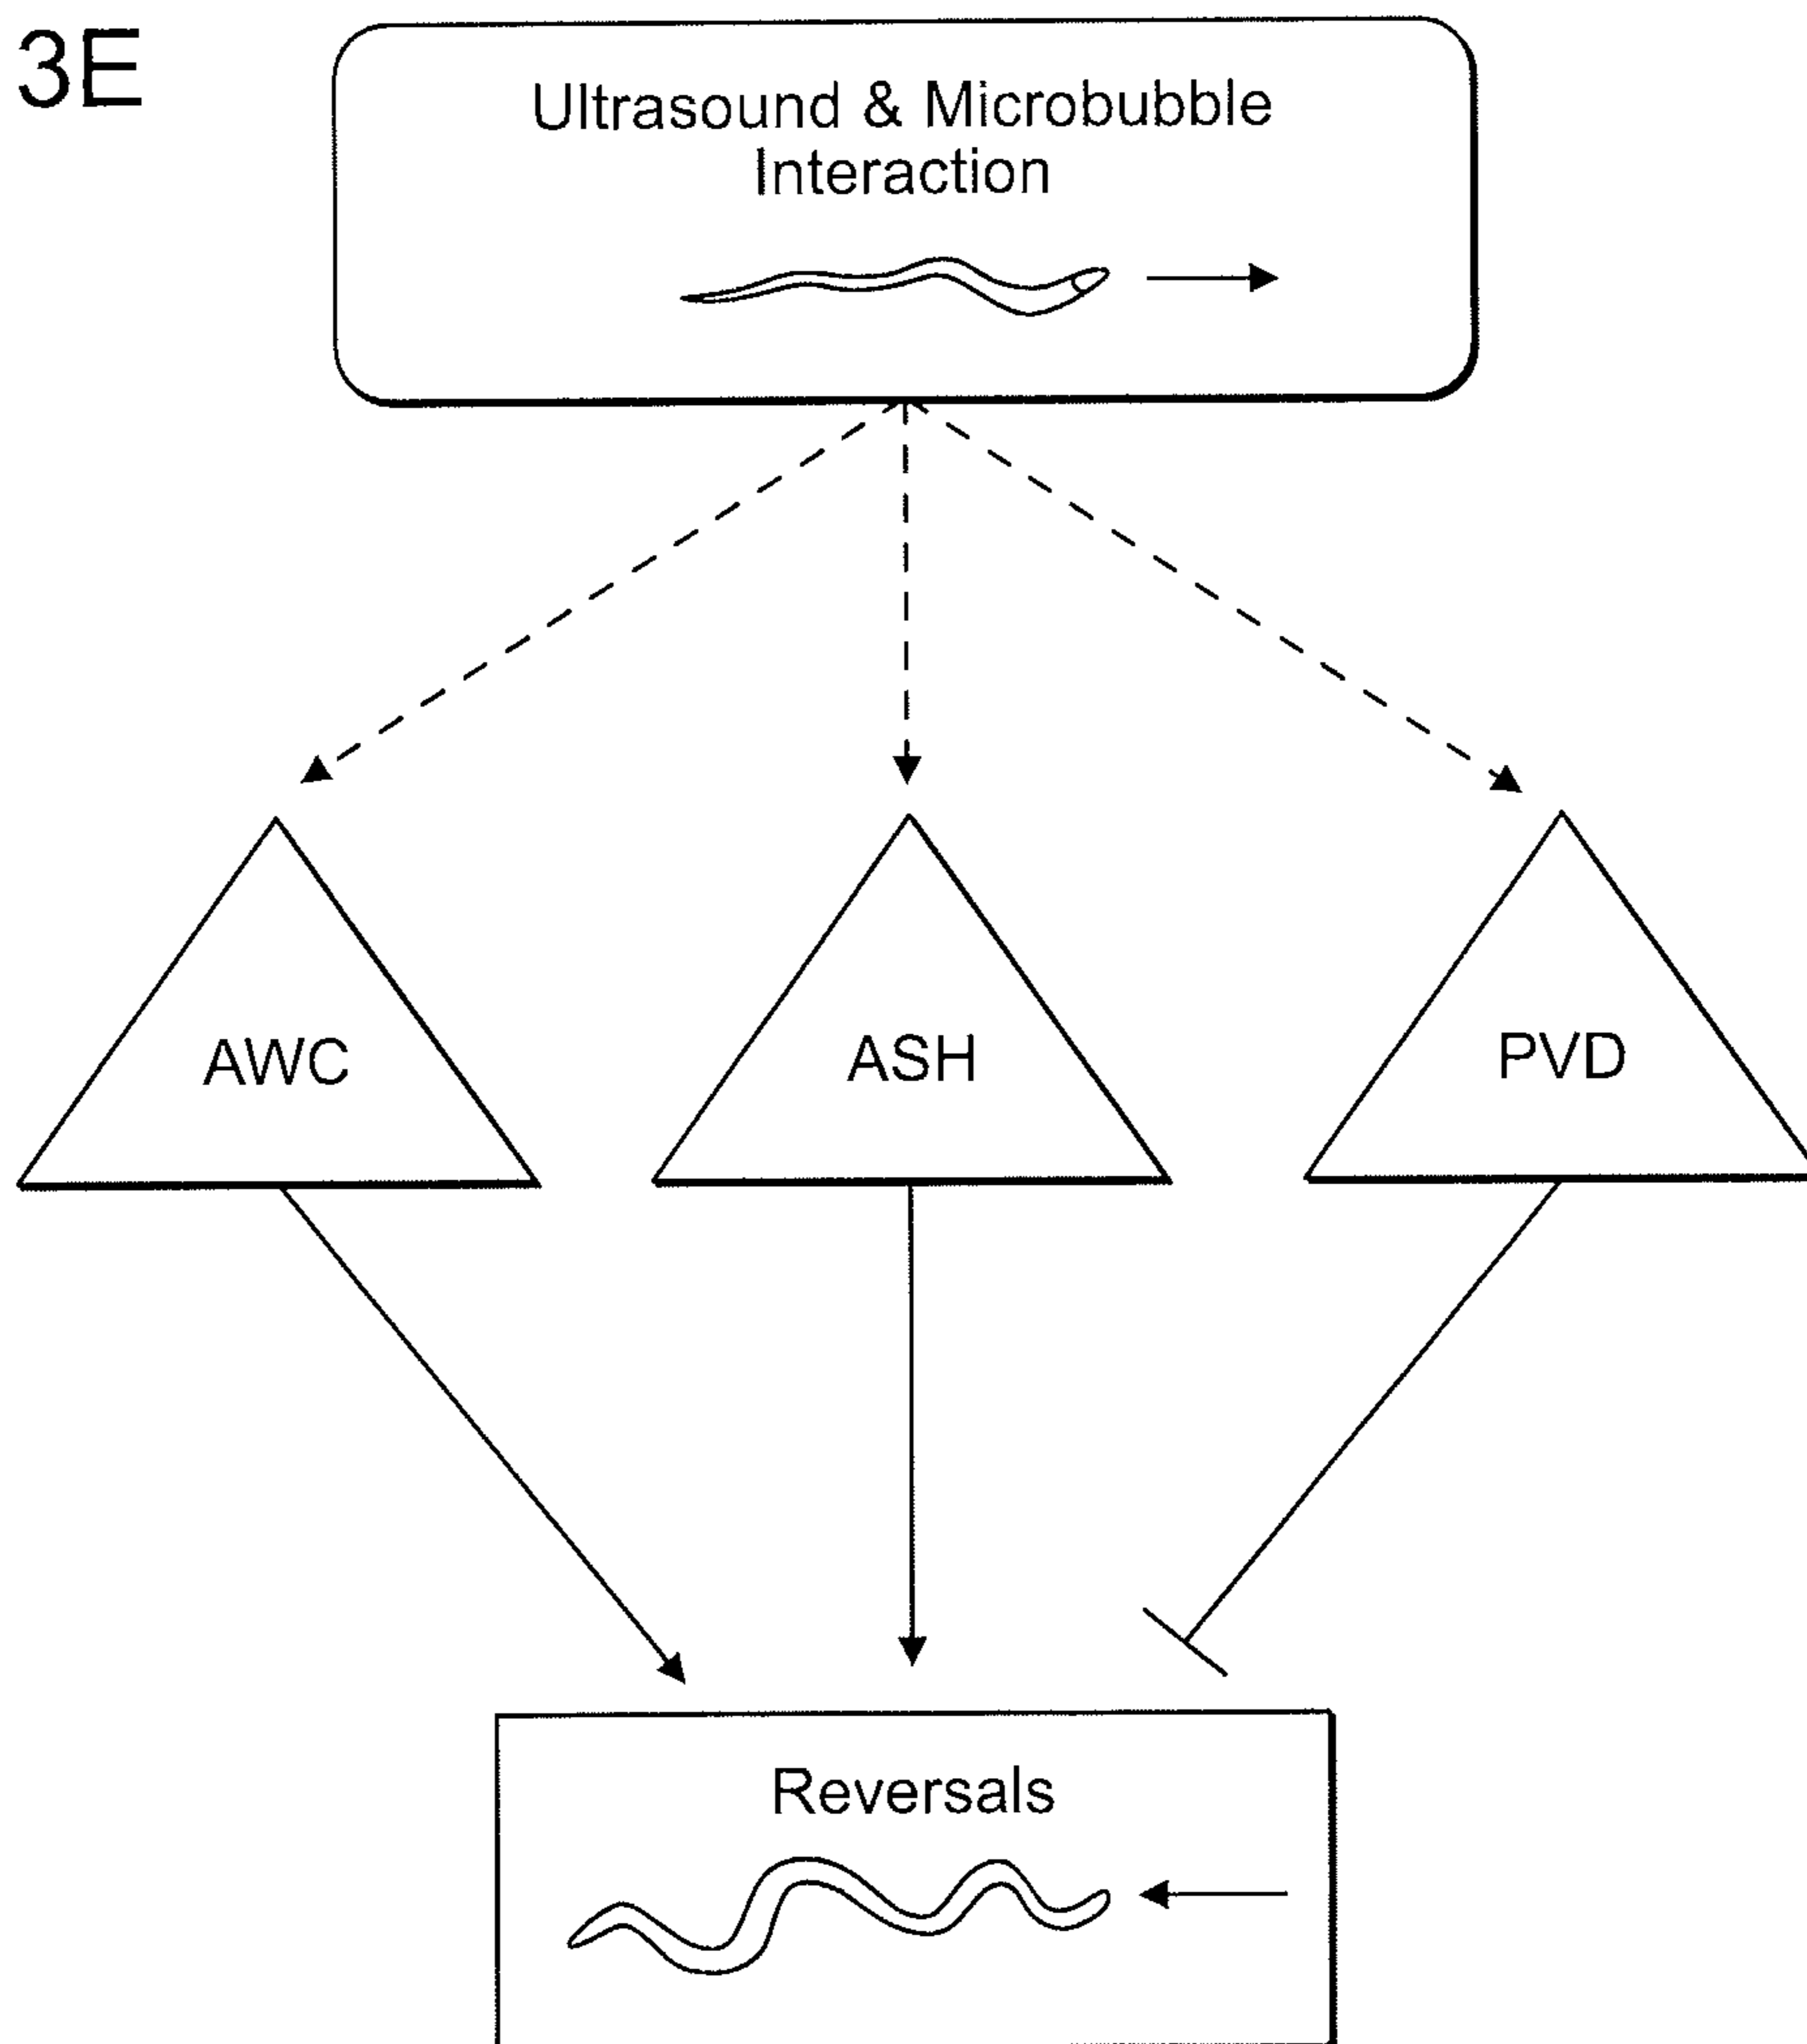 3E
Ultrasound & Microbubble
Interaction
AWC
ASH
PVD
Reversals